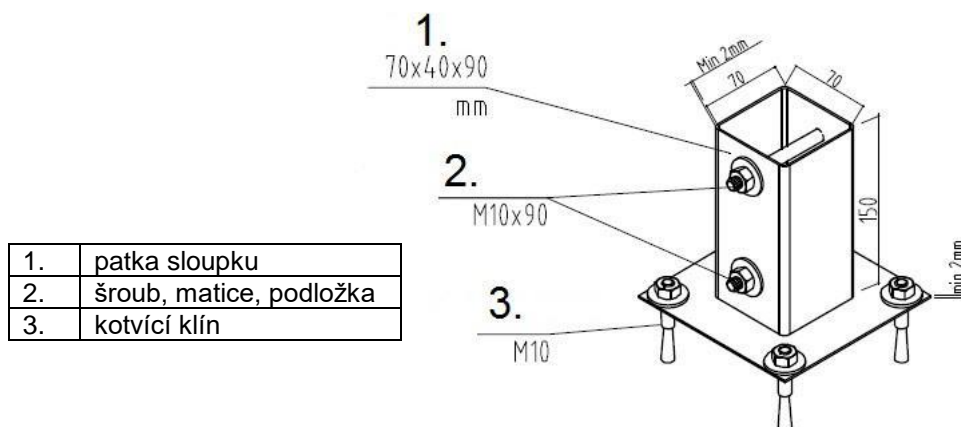 1.
70x40x90
mm
Min 2mm
70
70
2.
M10x90
150
1. patka sloupku
2. šroub, matice, podložka
3. kotvící klín
3.
M10
min 2mm